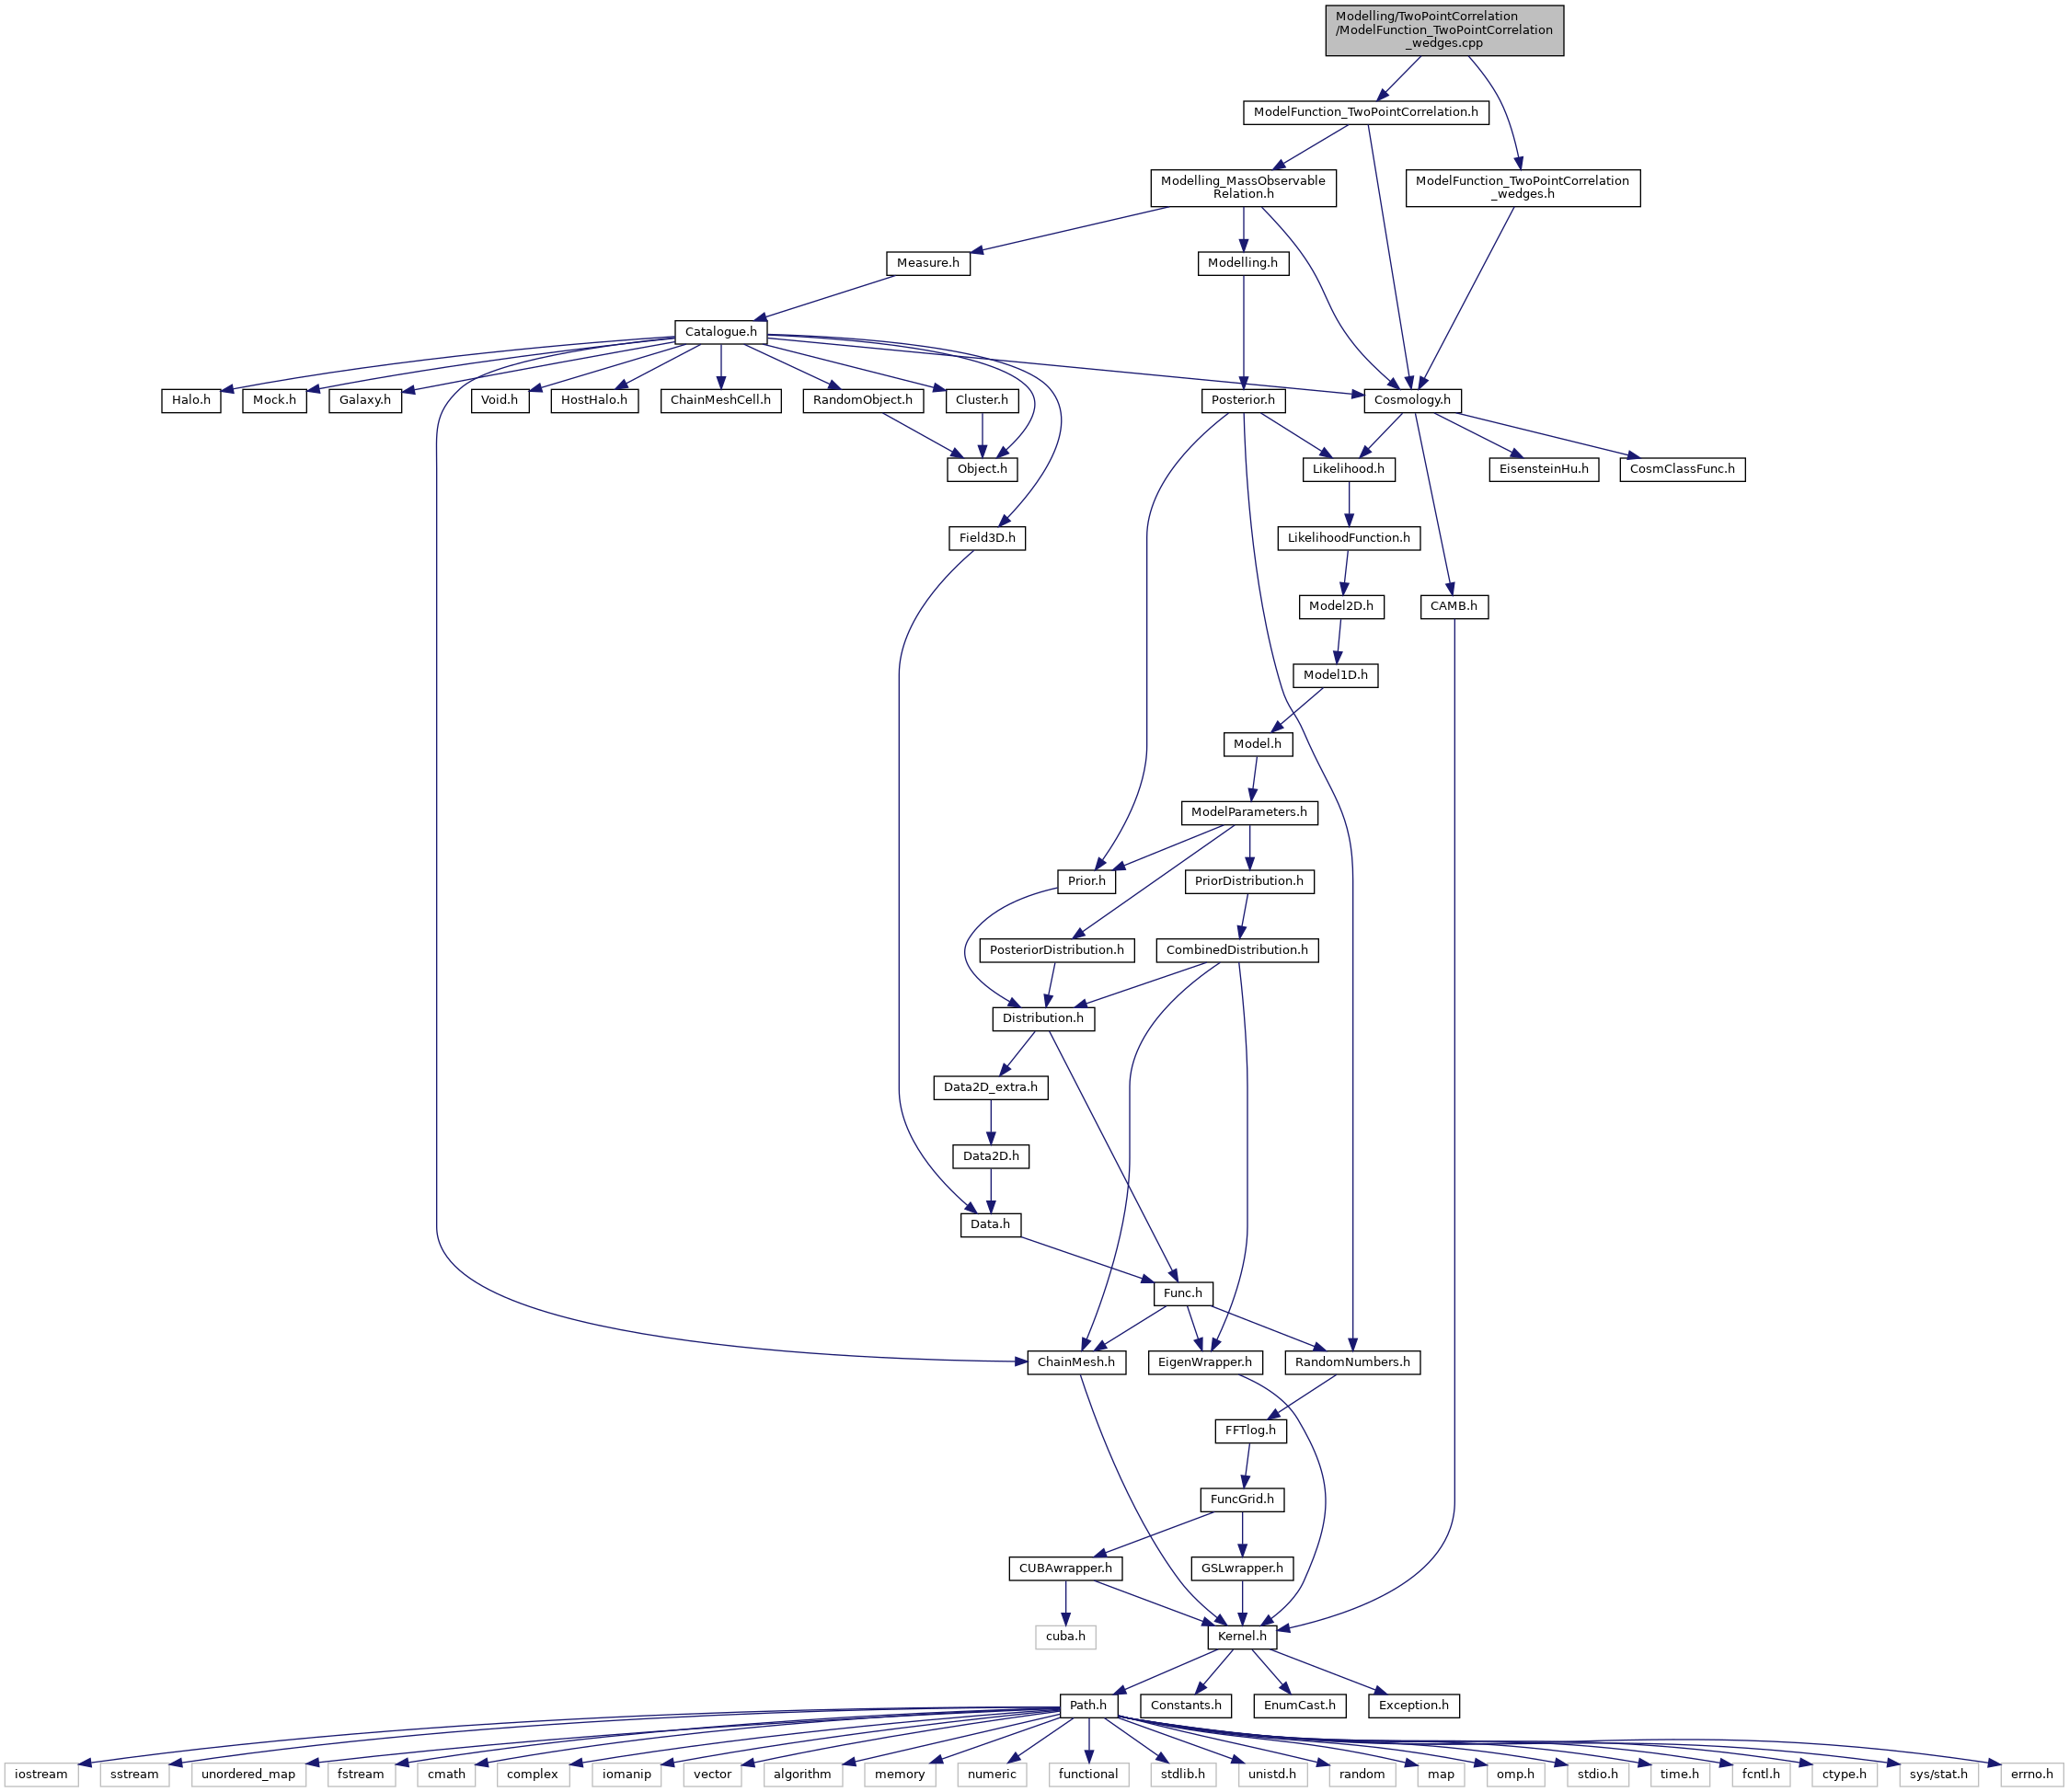 Modelling/TwoPointCorrelation
/ModelFunction_TwoPointCorrelation
_wedges.cpp
ModelFunction_TwoPointCorrelation.h
Modelling_MassObservable
Relation.h
ModelFunction_TwoPointCorrelation
_wedges.h
Measure.h
Modelling.h
Catalogue.h
Halo.h
Mock.h
Galaxy.h
Void.h
HostHalo.h
ChainMeshCell.h
RandomObject.h
Cluster.h
Posterior.h
Cosmology.h
Object.h
Likelihood.h
EisensteinHu.h
CosmClassFunc.h
Field3D.h
LikelihoodFunction.h
Model2D.h
CAMB.h
Model1D.h
Model.h
ModelParameters.h
Prior.h
PriorDistribution.h
PosteriorDistribution.h
CombinedDistribution.h
Distribution.h
Data2D_extra.h
Data2D.h
Data.h
Func.h
ChainMesh.h
EigenWrapper.h
RandomNumbers.h
FFTlog.h
FuncGrid.h
CUBAwrapper.h
GSLwrapper.h
cuba.h
Kernel.h
Path.h
Constants.h
EnumCast.h
Exception.h
iostream
sstream
unordered_map
fstream
cmath
complex
iomanip
vector
algorithm
memory
numeric
functional
stdlib.h
unistd.h
random
map
omp.h
stdio.h
time.h
fcntl.h
ctype.h
sys/stat.h
errno.h